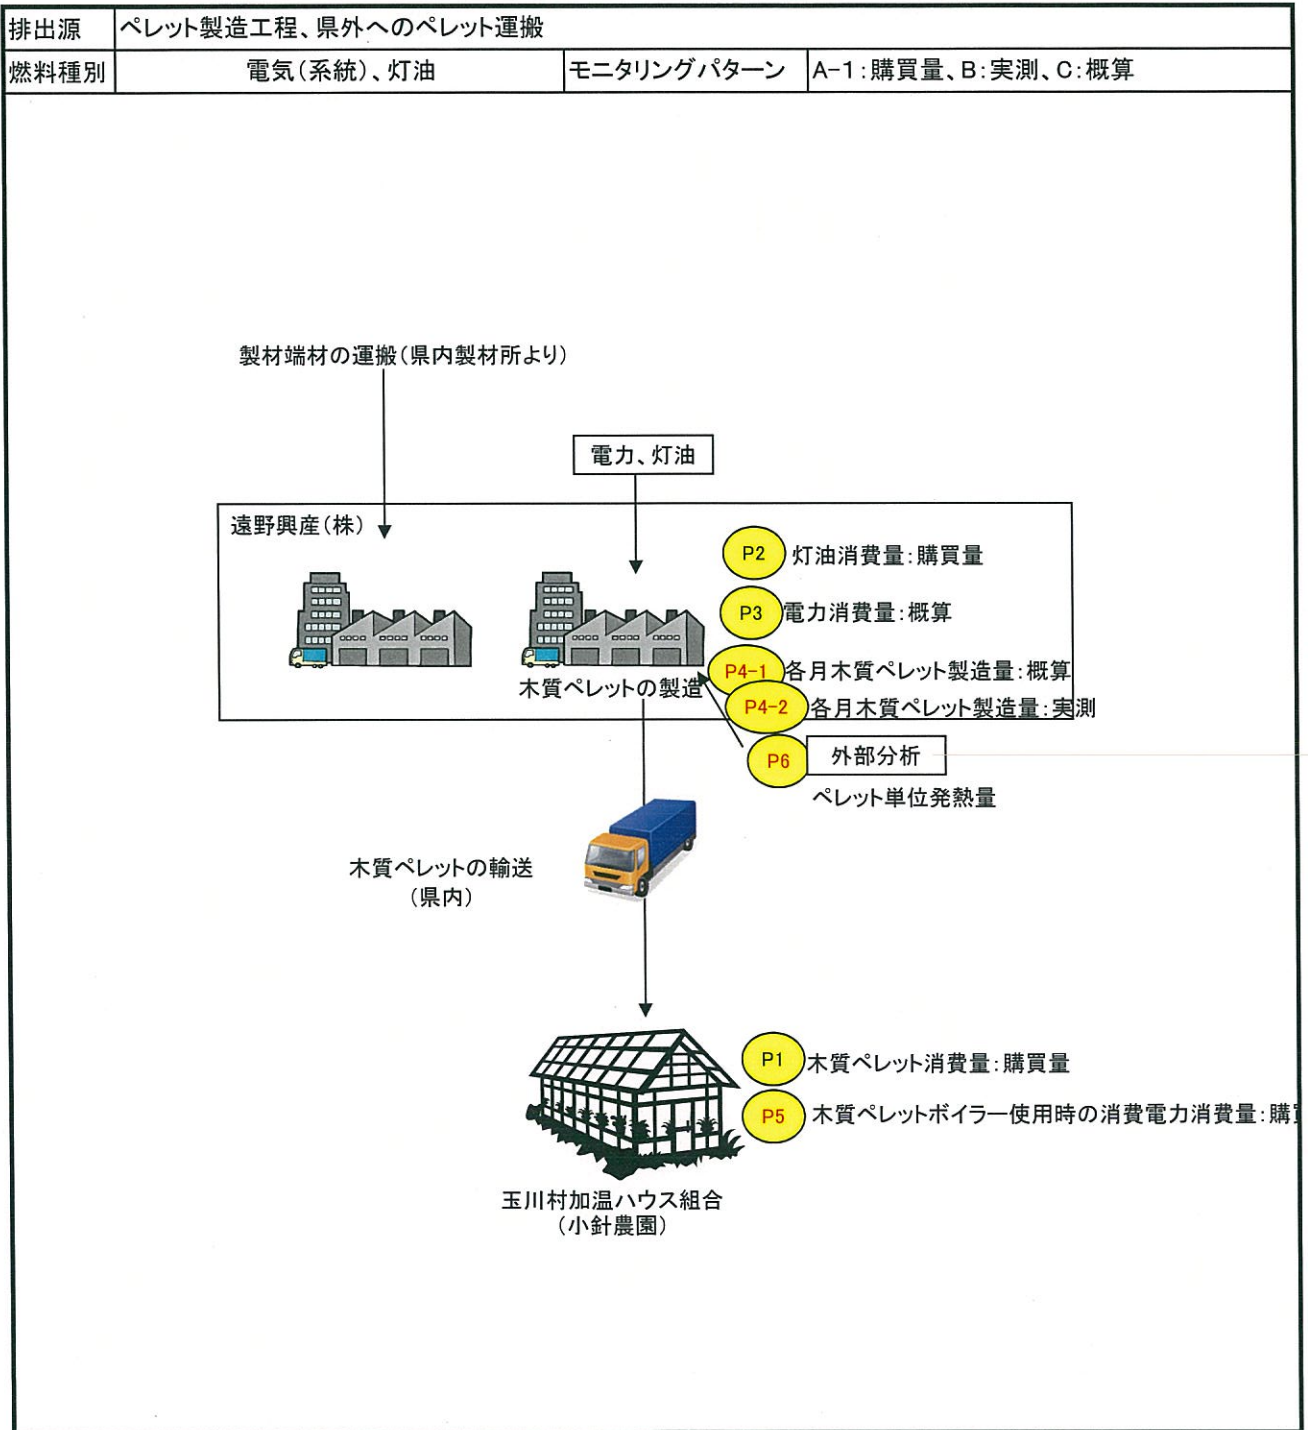 排出源 ペレット製造工程、県外へのペレット運搬
燃料種別 電気(系統)、灯油 モニタリングパターン A-1:購買量、B:実測、C:概算
製材端材の運搬(県内製材所より)
電力、灯油
遠野興産(株)
P2 灯油消費量:購買量
P3 電力消費量:概算
P4-1 各月木質ペレット製造量:概算
木質ペレットの製造
P4-2 各月木質ペレット製造量:実測
P6 外部分析
ペレット単位発熱量
木質ペレットの輸送
(県内)
P1 木質ペレット消費量:購買量
P5 木質ペレットボイラー使用時の消費電力消費量:購
玉川村加温ハウス組合
(小針農園)